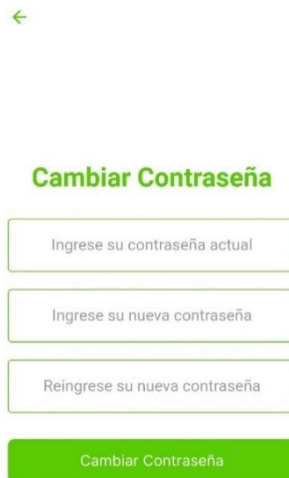 Cambiar Contraseña
Ingrese su contraseña actual
Ingrese su nueva contraseña
Reingrese su nueva contraseña
Cambiar Contraseña